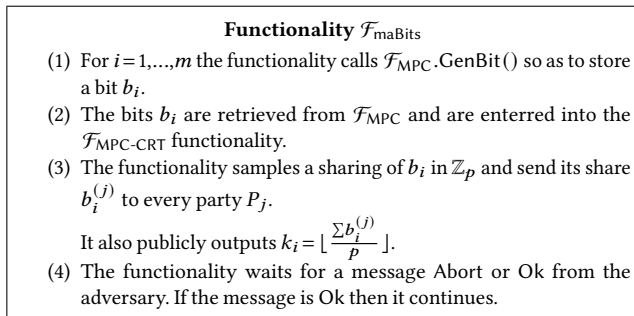 Functionality ℱ_maBits
(1) For i = 1,...,m the functionality calls ℱ_MPC.GenBit() so as to store
a bit b_i.
(2) The bits b_i are retrieved from ℱ_MPC and are enterred into the
ℱ_MPC-CRT functionality.
(3) The functionality samples a sharing of b_i in ℤ_p and send its share
b_i^(j) to every party P_j.
It also publicly outputs k_i = ⌊ ∑b_i^(j) / p ⌋.
(4) The functionality waits for a message Abort or Ok from the
adversary. If the message is Ok then it continues.